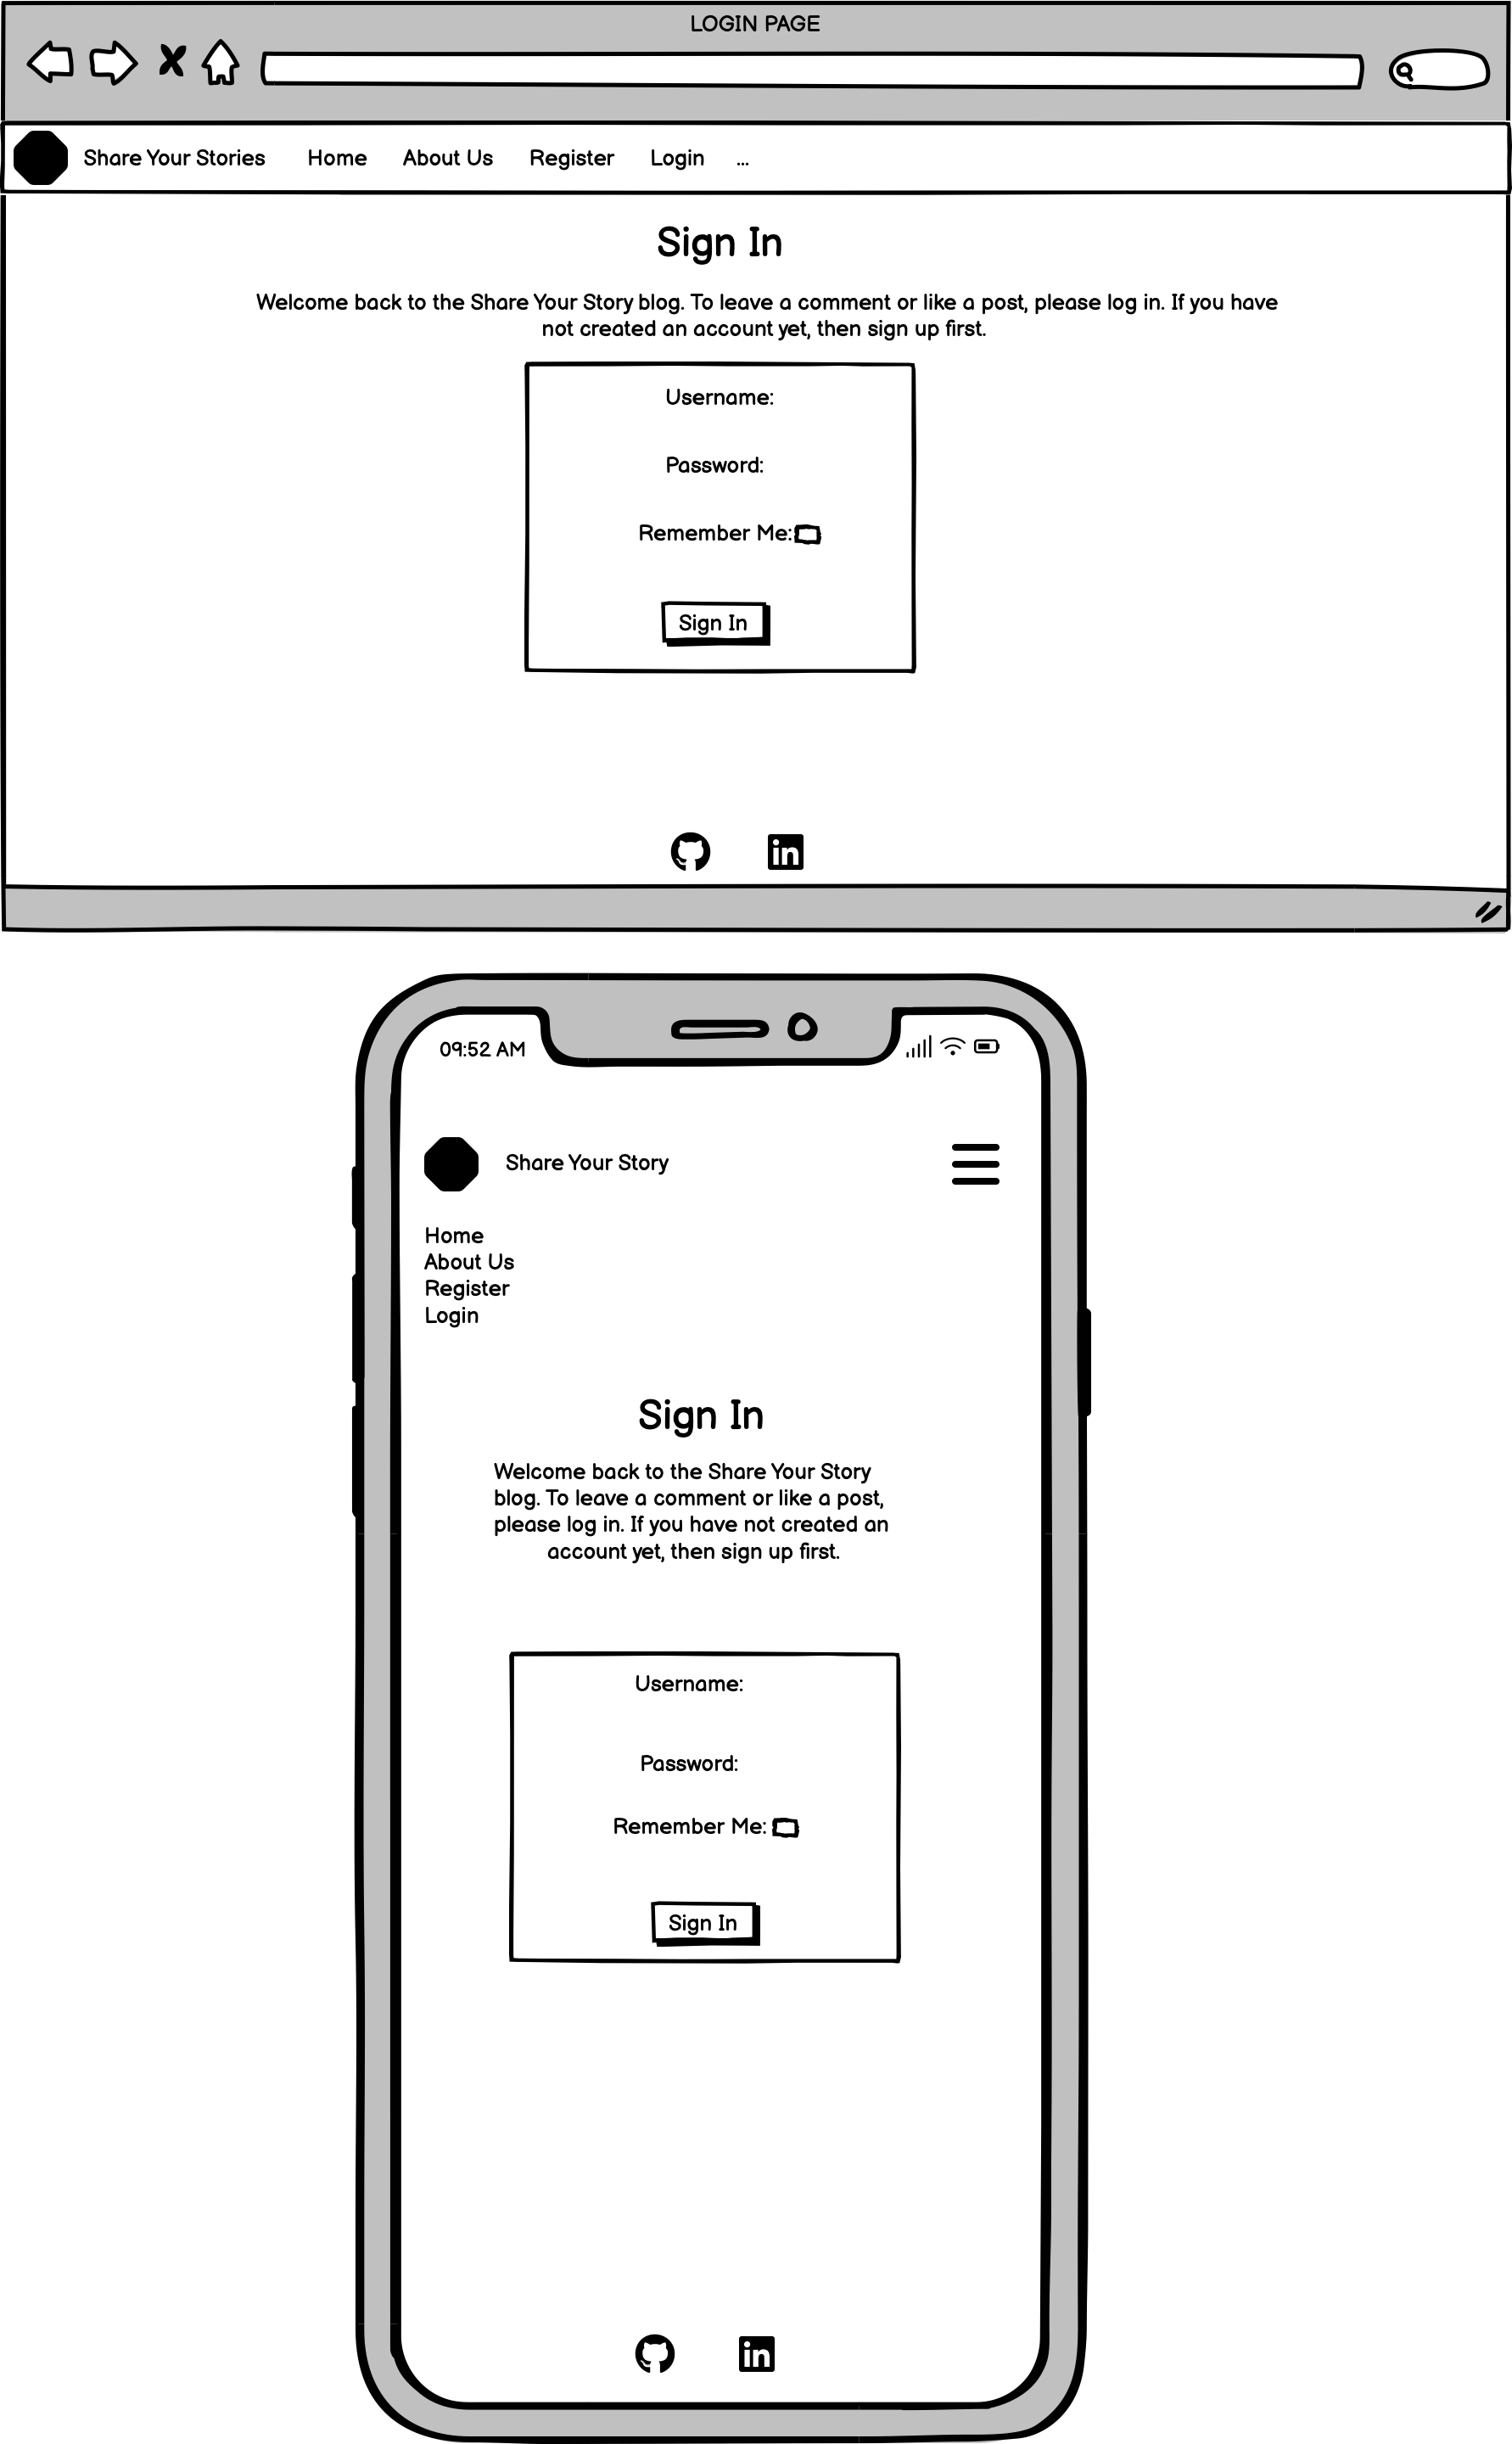 LOGIN PAGE
Share Your Stories Home About Us Register Login ...
Sign In
Welcome back to the Share Your Story blog. To leave a comment or like a post, please log in. If you have
not created an account yet, then sign up first.
Username:
Password:
Remember Me:
Sign In
in
09:52 AM
Share Your Story
Home
About Us
Register
Login
Sign In
Welcome back to the Share Your Story
blog. To leave a comment or like a post,
please log in. If you have not created an
account yet, then sign up first.
Username:
Password:
Remember Me:
Sign In
in